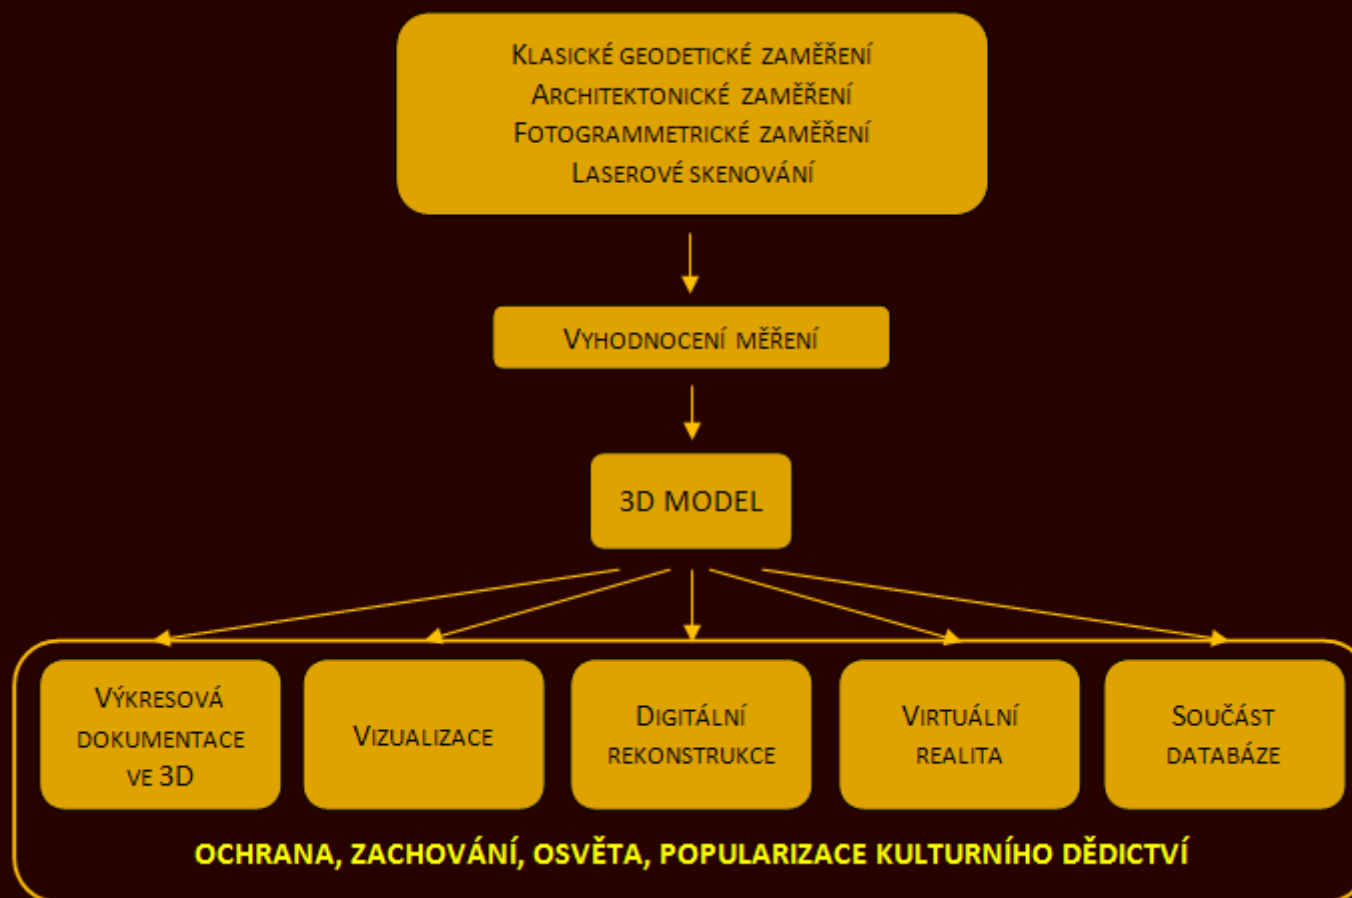 KLASICKÉ GEODETICKÉ ZAMĚŘENÍ
ARCHITEKTONICKÉ ZAMĚŘENÍ
FOTOGRAMMETRICKÉ ZAMĚŘENÍ
LASEROVÉ SKENOVÁNÍ
VYHODNOCENÍ MĚŘENÍ
3D MODEL
VÝKRESOVÁ
DOKUMENTACE
VE 3D
VIZUALIZACE
DIGITÁLNÍ
REKONSTRUKCE
VIRTUÁLNÍ
REALITA
SOUČÁST
DATABÁZE
OCHRANA, ZACHOVÁNÍ, OSVĚTA, POPULARIZACE KULTURNÍHO DĚDICTVÍ